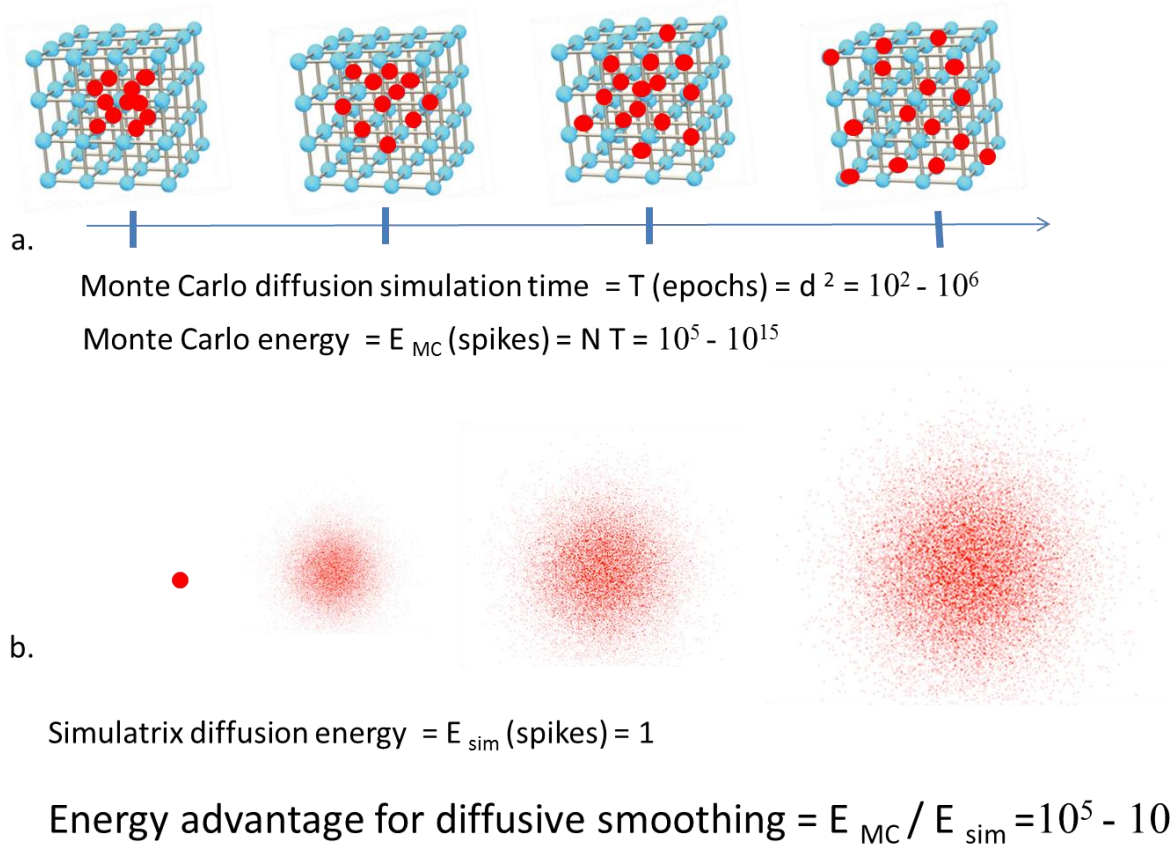 a.
Monte Carlo diffusion simulation time = T (epochs) = d ² = 10² - 10⁶
Monte Carlo energy = E MC (spikes) = N T = 10⁵ - 10¹⁵
b.
Simulatrix diffusion energy = E sim (spikes) = 1
Energy advantage for diffusive smoothing = E MC / E sim =10⁵ - 10